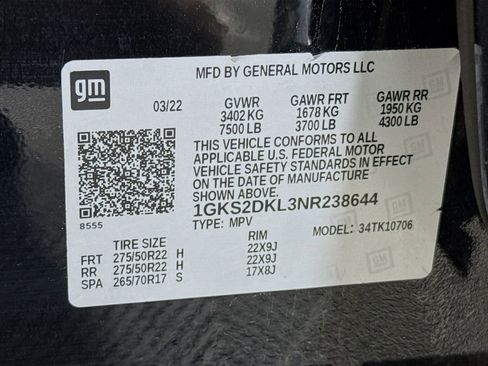 gm
MFD BY GENERAL MOTORS LLC
03/22 GVWR GAWR FRT GAWR RR
3402 KG 1678 KG 1950 KG
7500 LB 3700 LB 4300 LB
THIS VEHICLE CONFORMS TO ALL
APPLICABLE U.S. FEDERAL MOTOR
VEHICLE SAFETY STANDARDS IN EFFECT
ON THE DATE OF MANUFACTURE
SHOWN ABOVE.
1GKS2DKL3NR238644
8555
TYPE: MPV MODEL: 34TK10706
TIRE SIZE RIM
FRT 275/50R22 H 22X9J
RR 275/50R22 H 22X9J
SPA 265/70R17 S 17X8J